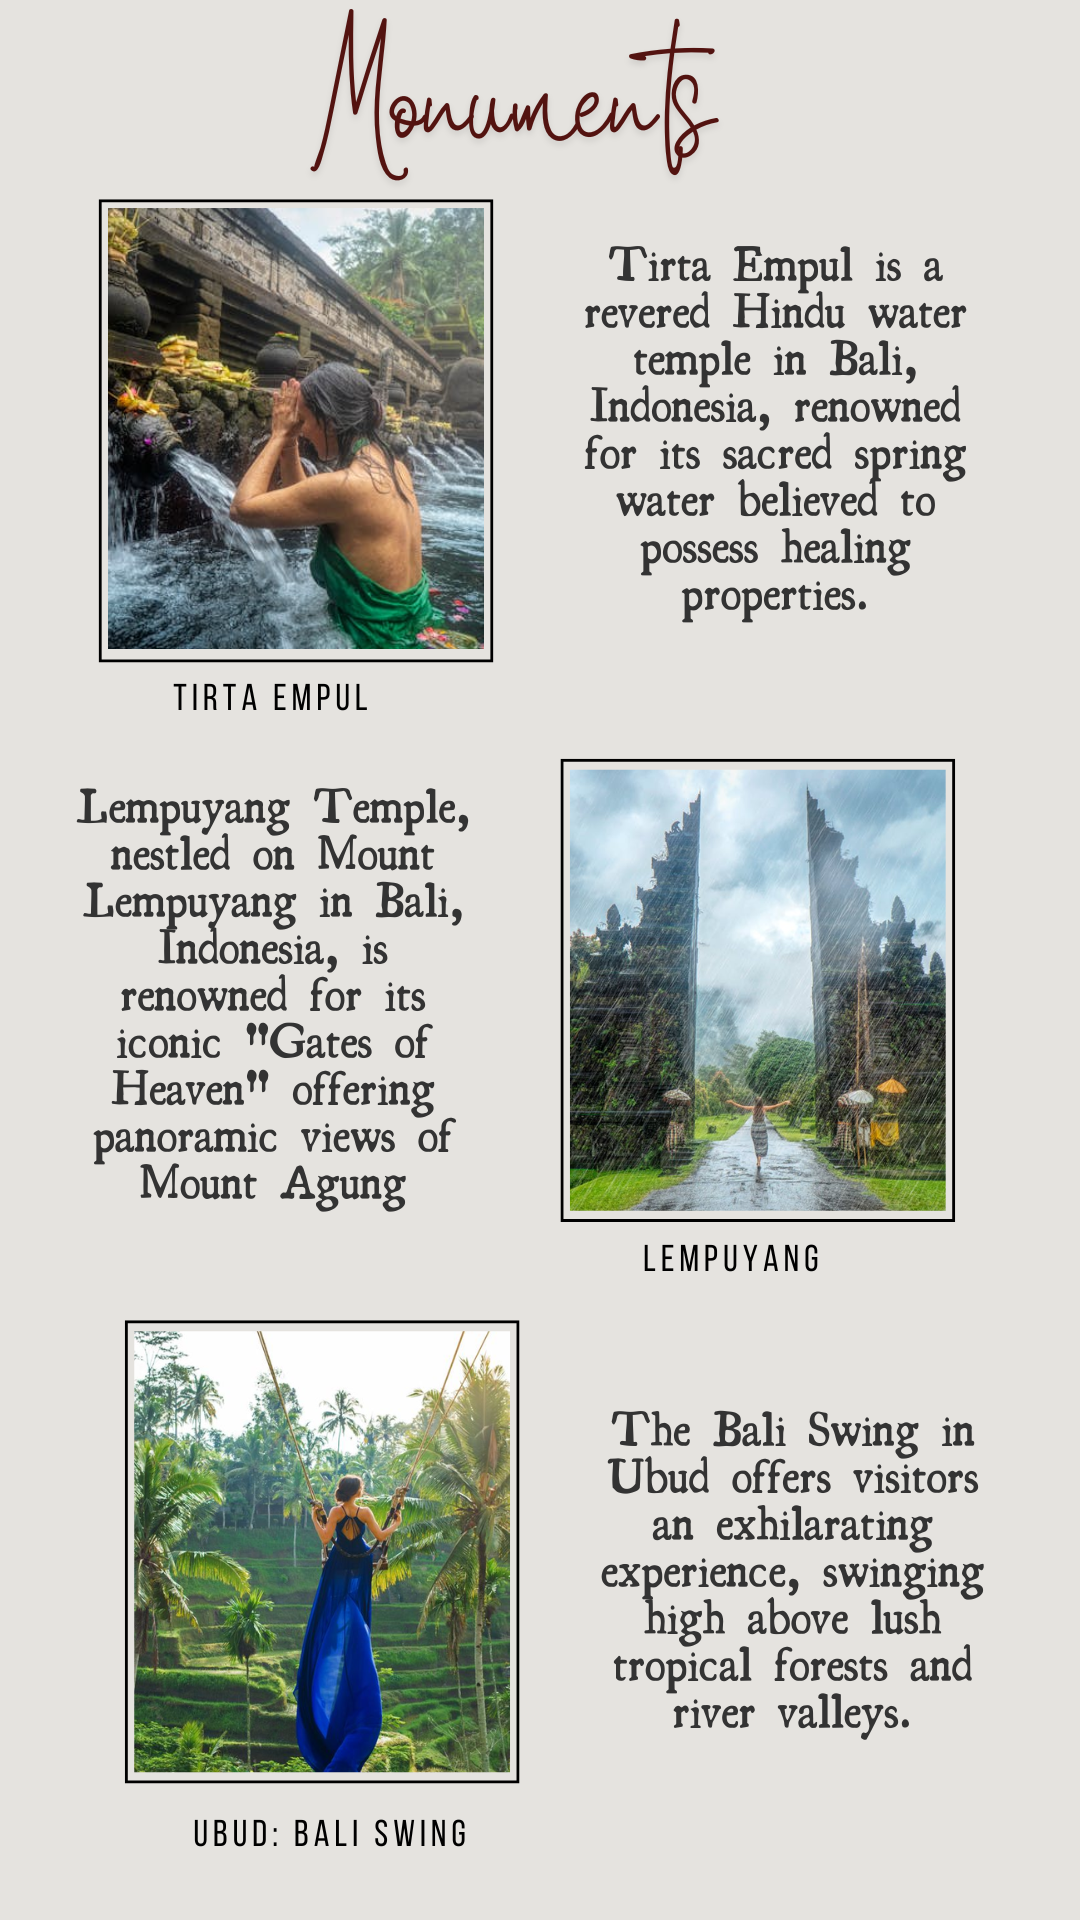 Monuments
Tirta Empul is a
revered Hindu water
temple in Bali,
Indonesia, renowned
for its sacred spring
water believed to
possess healing
properties.
TIRTA EMPUL
Lempuyang Temple,
nestled on Mount
Lempuyang in Bali,
Indonesia, is
renowned for its
iconic "Gates of
Heaven" offering
panoramic views of
Mount Agung
LEMPUYANG
The Bali Swing in
Ubud offers visitors
an exhilarating
experience, swinging
high above lush
tropical forests and
river valleys.
UBUD: BALI SWING